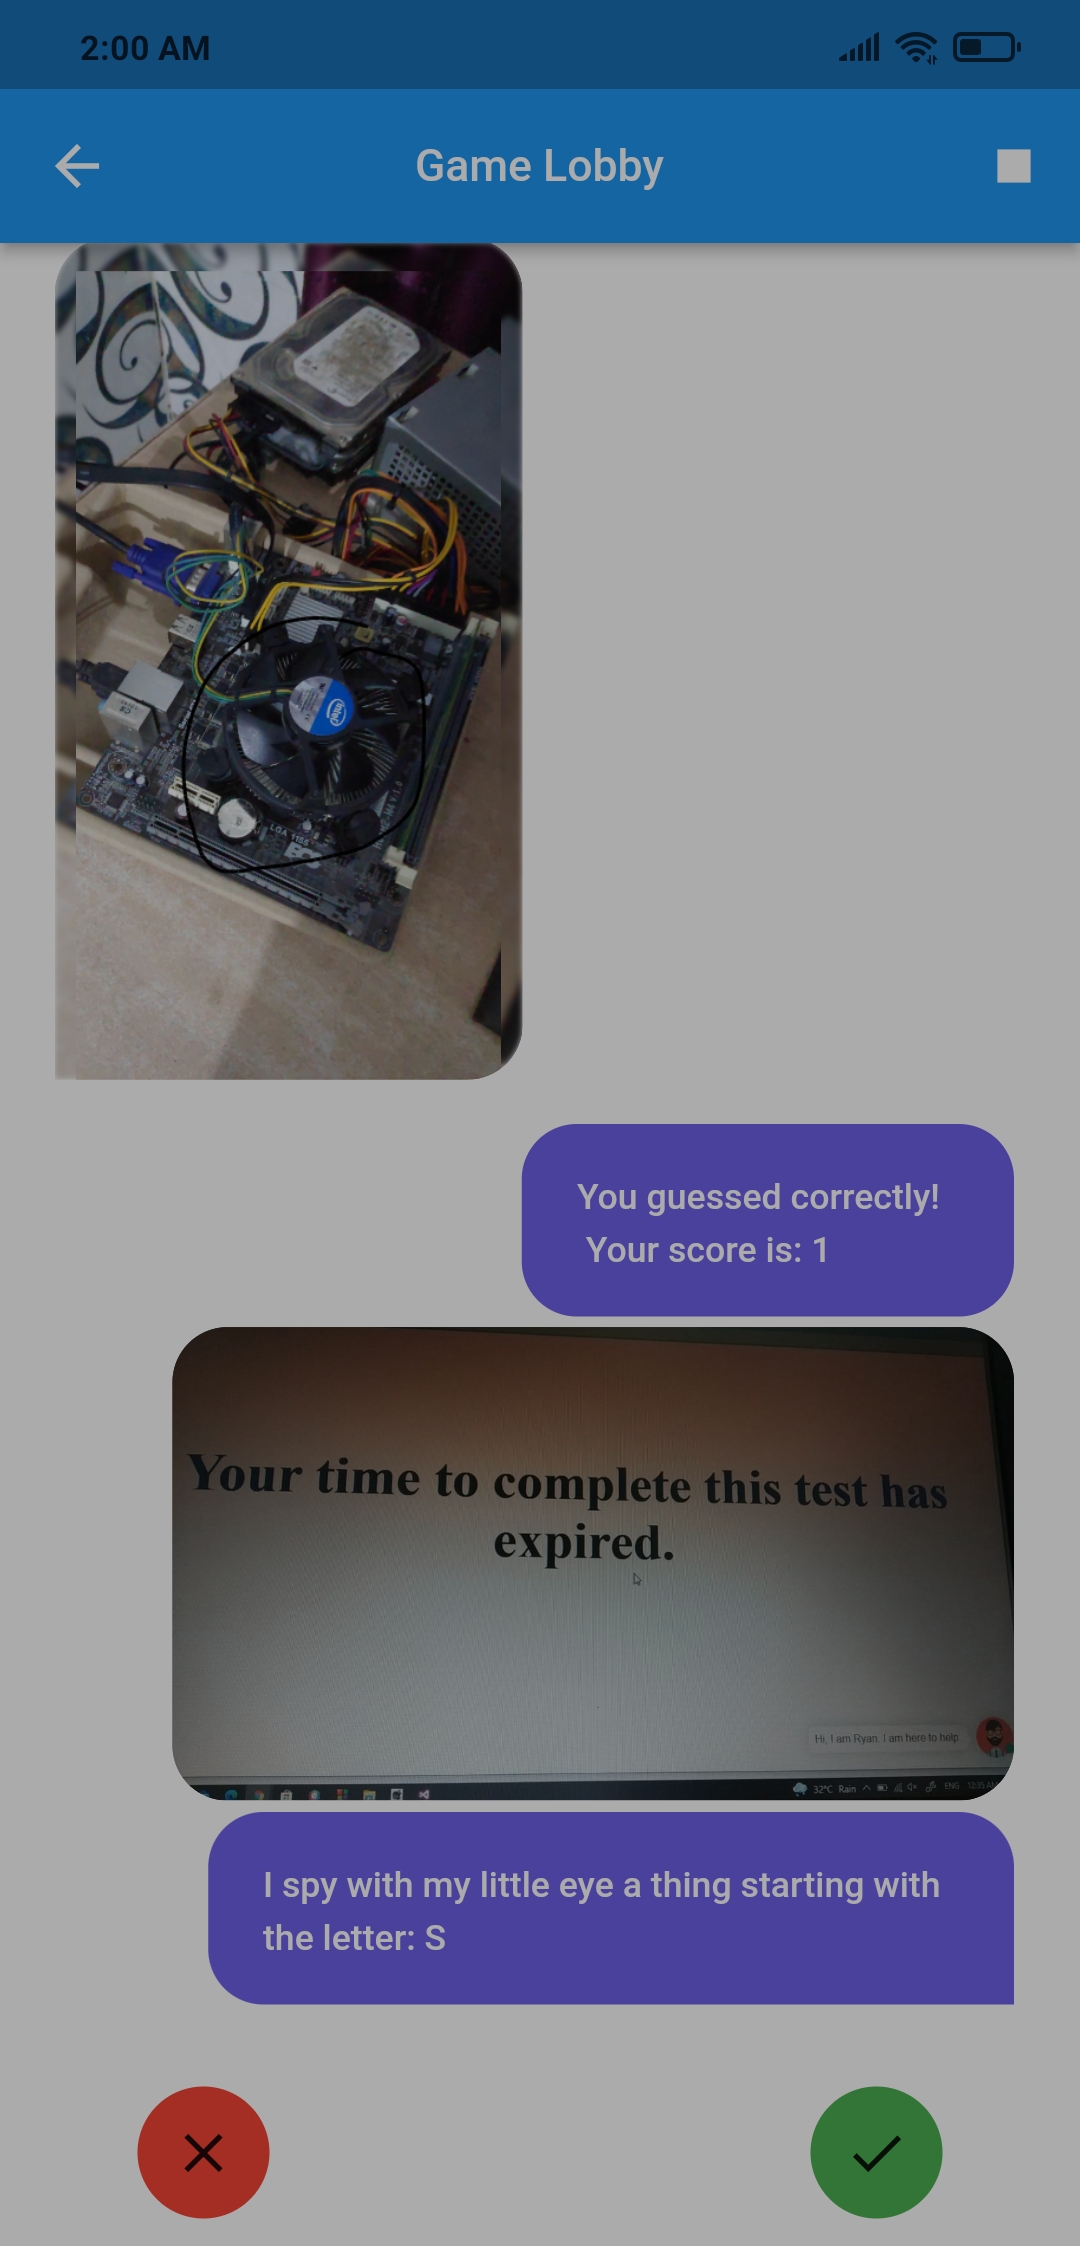 2:00 AM
Game Lobby
intel
LGA 1155
You guessed correctly!
Your score is: 1
Your time to complete this test has
expired.
Hi, I am Ryan. I am here to help
32°C Rain ENG 12:35 AM
I spy with my little eye a thing starting with
the letter: S